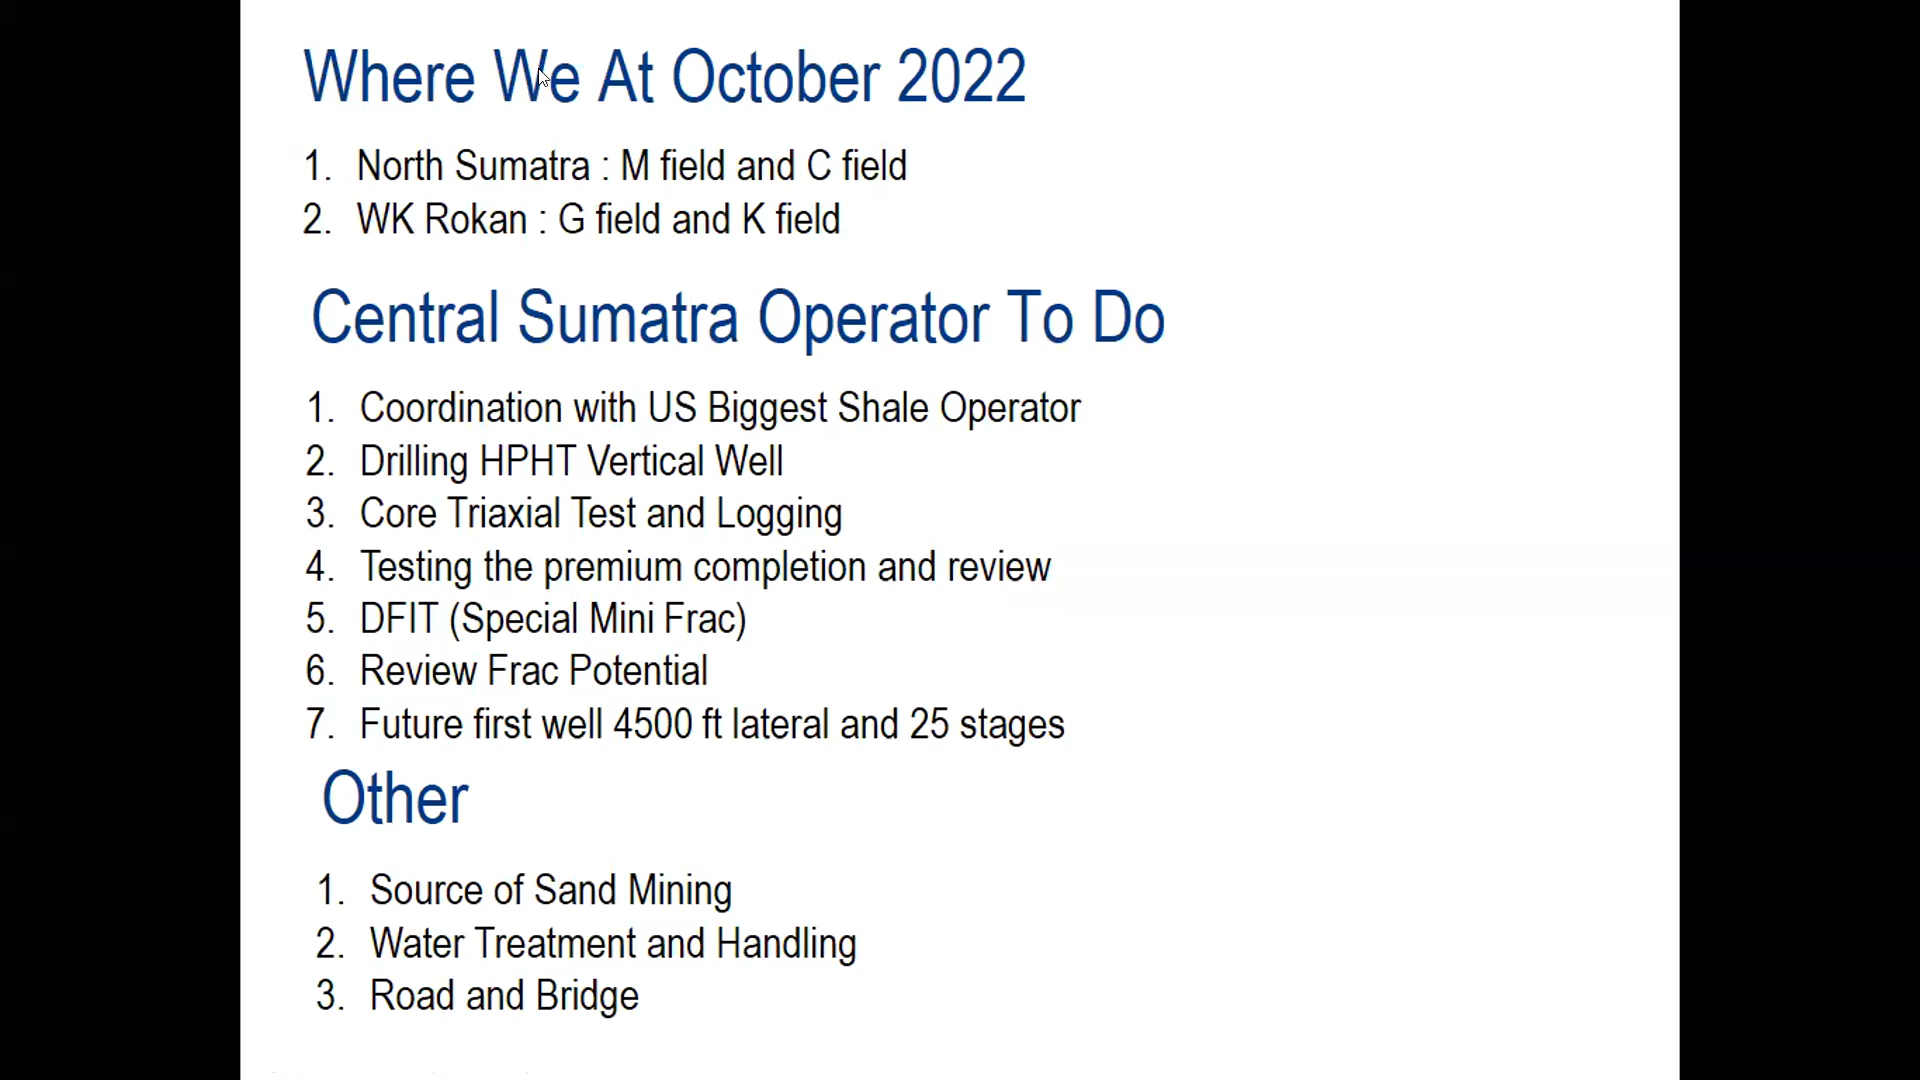 Where We At October 2022
1. North Sumatra : M field and C field
2. WK Rokan : G field and K field
Central Sumatra Operator To Do
1. Coordination with US Biggest Shale Operator
2. Drilling HPHT Vertical Well
3. Core Triaxial Test and Logging
4. Testing the premium completion and review
5. DFIT (Special Mini Frac)
6. Review Frac Potential
7. Future first well 4500 ft lateral and 25 stages
Other
1. Source of Sand Mining
2. Water Treatment and Handling
3. Road and Bridge